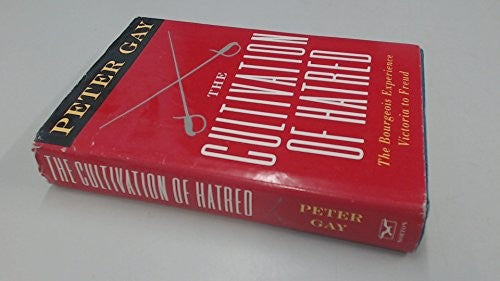 PETER GAY
THE
CULTIVATION
OF HATRED
The Bourgeois Experience
Victoria to Freud
THE CULTIVATION OF HATRED
PETER
GAY
NORTON